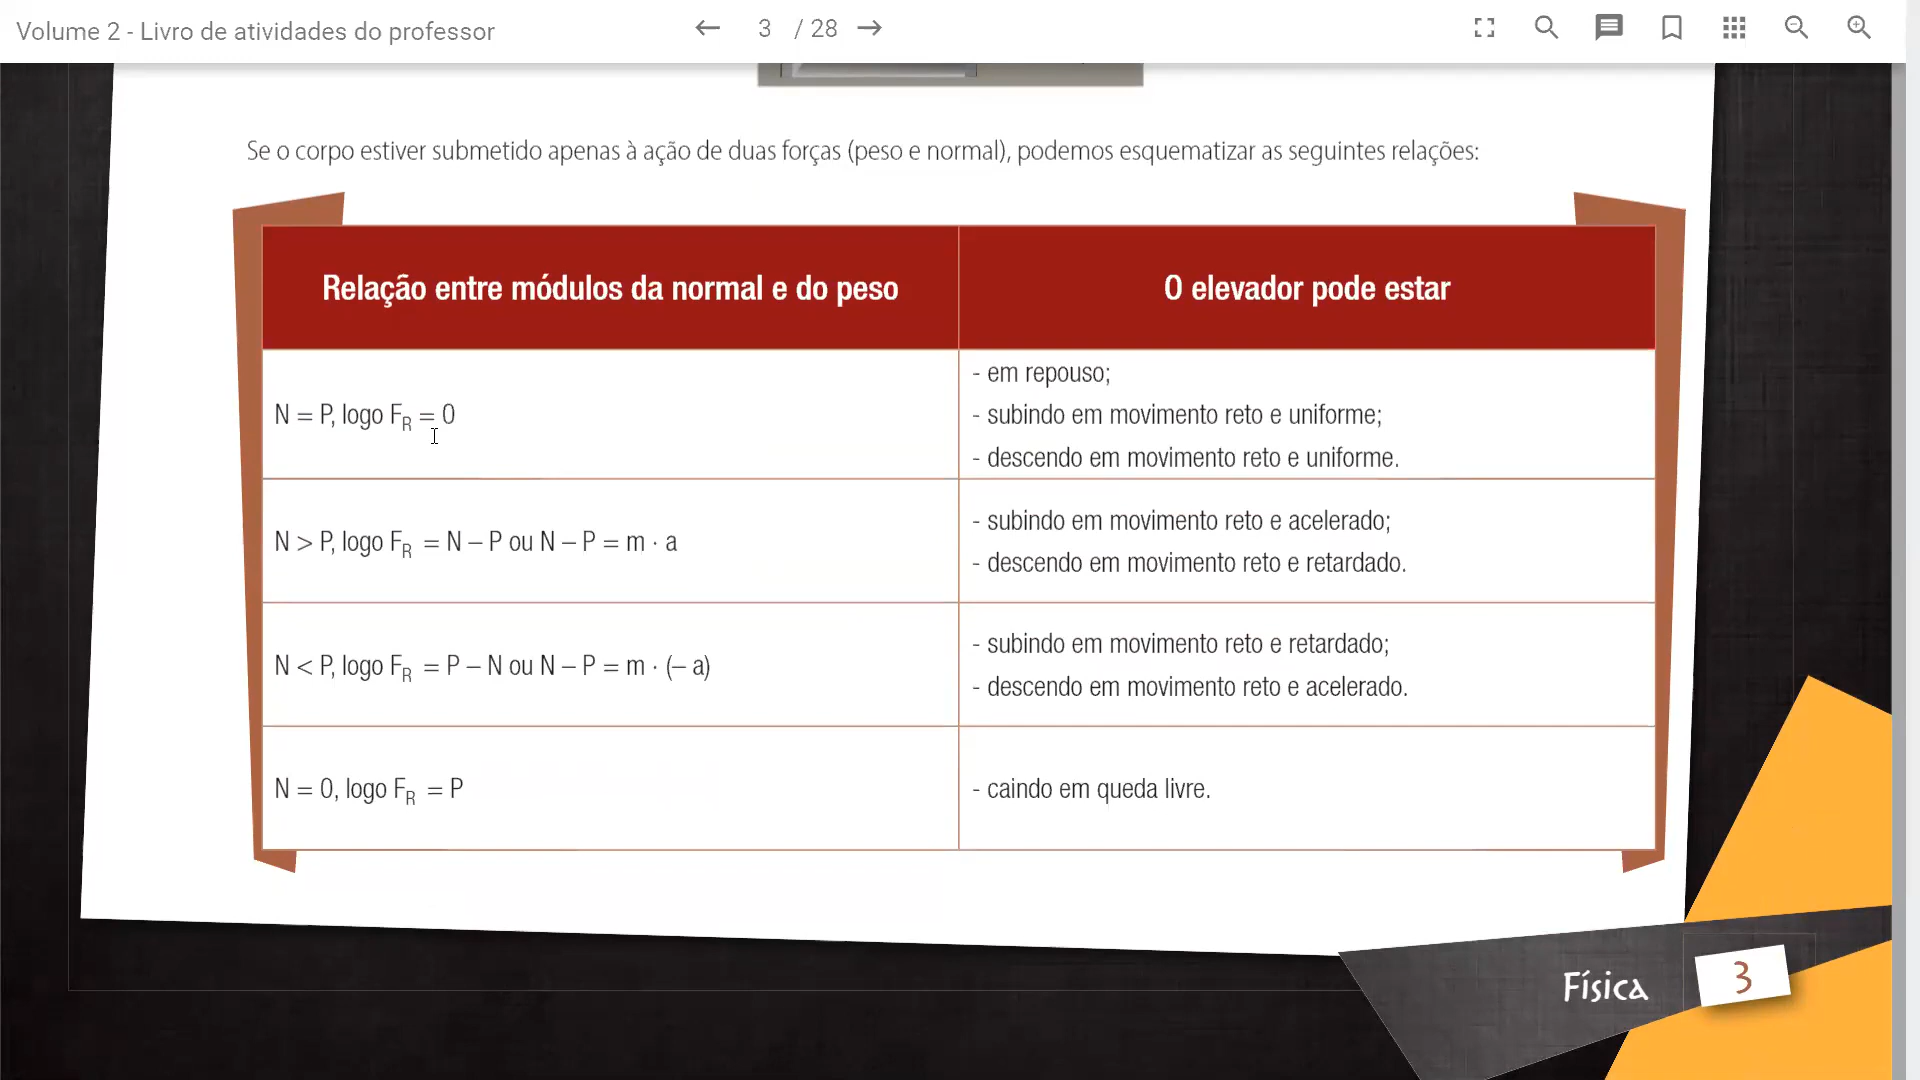 Volume 2 - Livro de atividades do professor
3 / 28
Se o corpo estiver submetido apenas à ação de duas forças (peso e normal), podemos esquematizar as seguintes relações:
Relação entre módulos da normal e do peso
O elevador pode estar
N = P, logo F_R = 0
- em repouso;
- subindo em movimento reto e uniforme;
- descendo em movimento reto e uniforme.
N > P, logo F_R = N – P ou N – P = m · a
- subindo em movimento reto e acelerado;
- descendo em movimento reto e retardado.
N < P, logo F_R = P – N ou N – P = m · (– a)
- subindo em movimento reto e retardado;
- descendo em movimento reto e acelerado.
N = 0, logo F_R = P
- caindo em queda livre.
Física 3